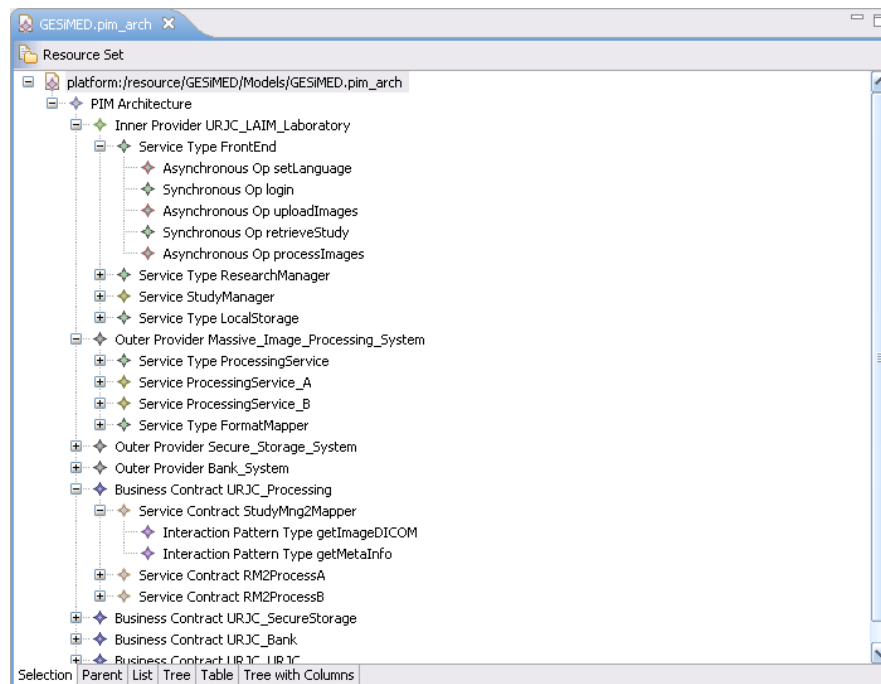 GESiMED.pim_arch
Resource Set
platform:/resource/GESiMED/Models/GESiMED.pim_arch
PIM Architecture
Inner Provider URJC_LAIM_Laboratory
Service Type FrontEnd
Asynchronous Op setLanguage
Synchronous Op login
Asynchronous Op uploadImages
Synchronous Op retrieveStudy
Asynchronous Op processImages
Service Type ResearchManager
Service StudyManager
Service Type LocalStorage
Outer Provider Massive_Image_Processing_System
Service Type ProcessingService
Service ProcessingService_A
Service ProcessingService_B
Service Type FormatMapper
Outer Provider Secure_Storage_System
Outer Provider Bank_System
Business Contract URJC_Processing
Service Contract StudyMng2Mapper
Interaction Pattern Type getImageDICOM
Interaction Pattern Type getMetaInfo
Service Contract RM2ProcessA
Service Contract RM2ProcessB
Business Contract URJC_SecureStorage
Business Contract URJC_Bank
Business Contract URJC_URJC
Selection Parent List Tree Table Tree with Columns